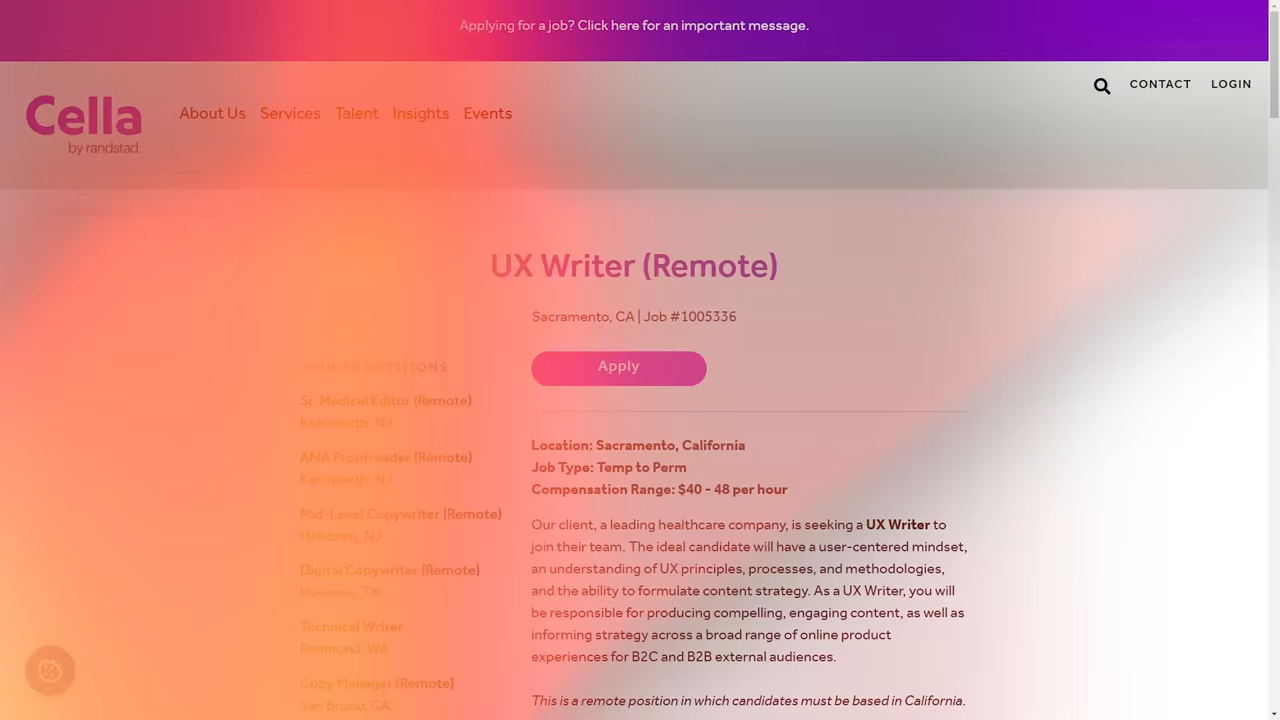 Applying for a job? Click here for an important message.
CONTACT
LOGIN
Cella
by randstad.
About Us
Services
Talent
Insights
Events
UX Writer (Remote)
Sacramento, CA | Job #1005336
Apply
SIMILAR POSITIONS
Sr. Medical Editor (Remote)
Kenilworth, NJ
AMA Proofreader (Remote)
Kenilworth, NJ
Mid-Level Copywriter (Remote)
Hoboken, NJ
Digital Copywriter (Remote)
Houston, TX
Technical Writer
Redmond, WA
Copy Manager (Remote)
San Bruno, CA
Location: Sacramento, California
Job Type: Temp to Perm
Compensation Range: $40 - 48 per hour
Our client, a leading healthcare company, is seeking a UX Writer to
join their team. The ideal candidate will have a user-centered mindset,
an understanding of UX principles, processes, and methodologies,
and the ability to formulate content strategy. As a UX Writer, you will
be responsible for producing compelling, engaging content, as well as
informing strategy across a broad range of online product
experiences for B2C and B2B external audiences.
This is a remote position in which candidates must be based in California.